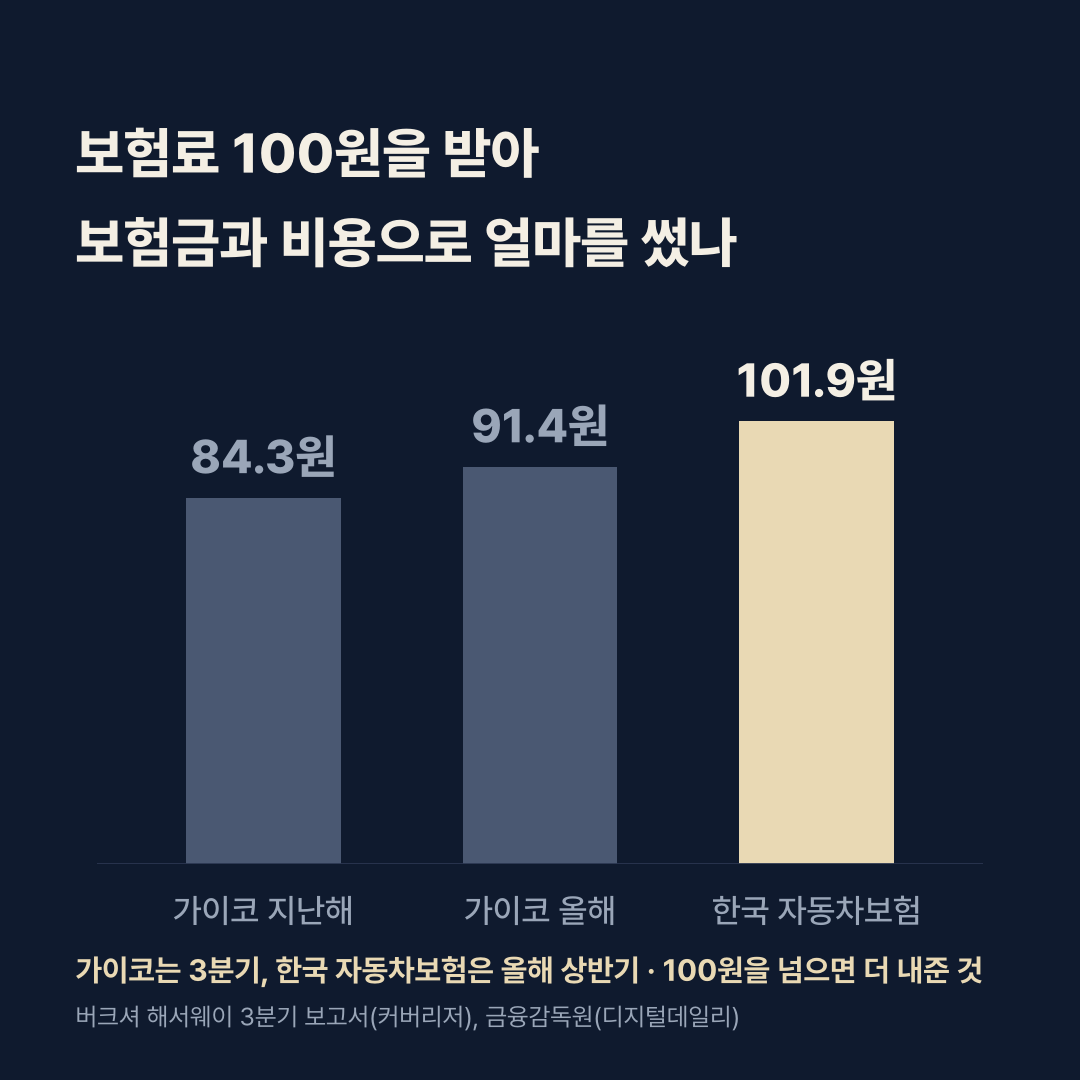 보험료 100원을 받아
보험금과 비용으로 얼마를 썼나
84.3원
91.4원
101.9원
가이코 지난해
가이코 올해
한국 자동차보험
가이코는 3분기, 한국 자동차보험은 올해 상반기 · 100원을 넘으면 더 내준 것
버크셔 해서웨이 3분기 보고서(커버리저), 금융감독원(디지털데일리)